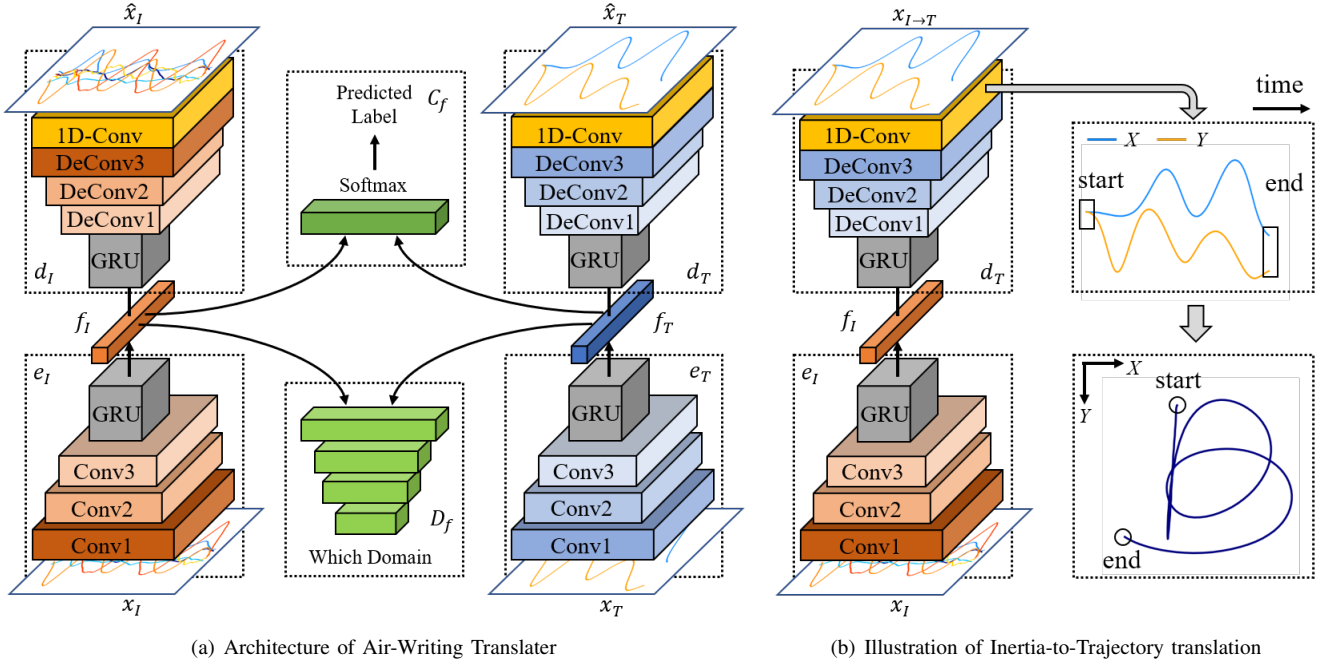 x̂_I
1D-Conv
DeConv3
DeConv2
DeConv1
GRU
d_I
f_I
e_I
GRU
Conv3
Conv2
Conv1
x_I
Predicted
Label
C_f
Softmax
D_f
Which Domain
x̂_T
1D-Conv
DeConv3
DeConv2
DeConv1
GRU
d_T
f_T
e_T
GRU
Conv3
Conv2
Conv1
x_T
(a) Architecture of Air-Writing Translater
x_{I→T}
1D-Conv
DeConv3
DeConv2
DeConv1
GRU
d_T
f_I
e_I
GRU
Conv3
Conv2
Conv1
x_I
time
X Y
start
end
X
Y
start
end
(b) Illustration of Inertia-to-Trajectory translation